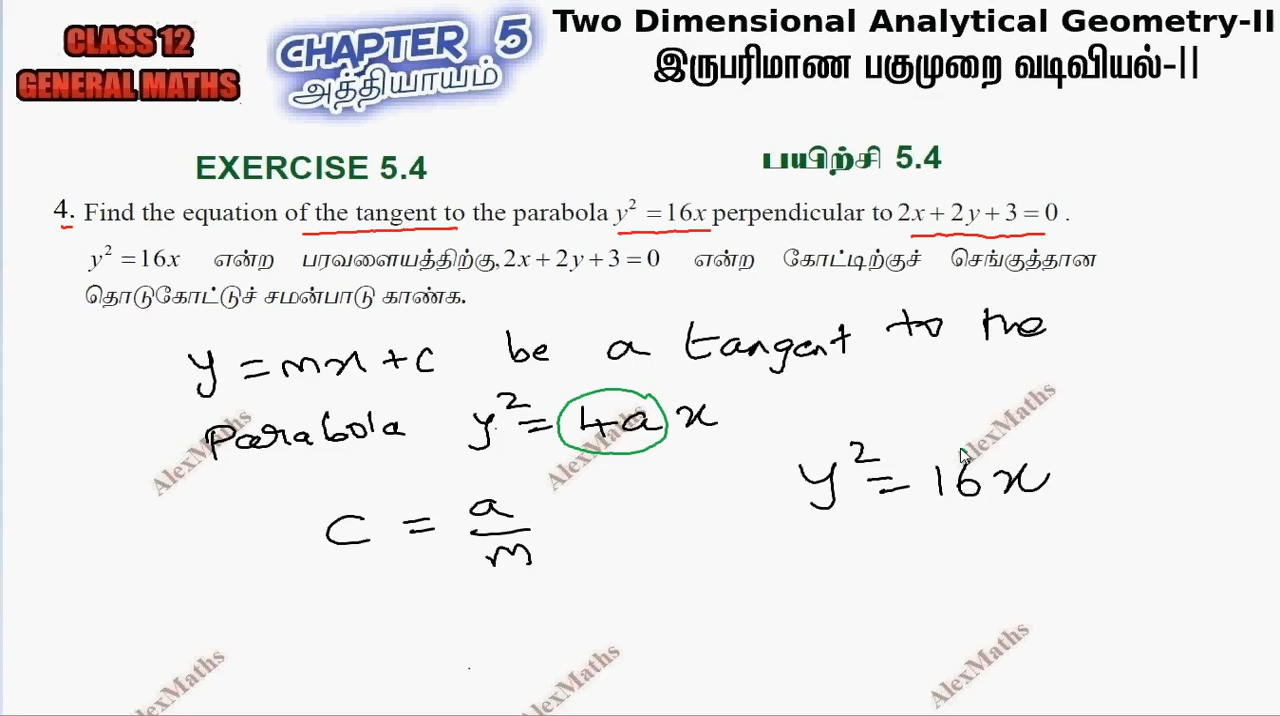 CLASS 12
GENERAL MATHS
CHAPTER 5
அத்தியாயம்
Two Dimensional Analytical Geometry-II
இருபரிமாண பகுமுறை வடிவியல்-II
EXERCISE 5.4
பயிற்சி 5.4
4. Find the equation of the tangent to the parabola y² = 16x perpendicular to 2x + 2y + 3 = 0 .
y² = 16x என்ற பரவளையத்திற்கு, 2x + 2y + 3 = 0 என்ற கோட்டிற்குச் செங்குத்தான
தொடுகோட்டுச் சமன்பாடு காண்க.
y = mx + c be a tangent to the
parabola y² = 4a x
y² = 16x
c = a/m
AlexMaths
AlexMaths
AlexMaths
AlexMaths
AlexMaths
AlexMaths